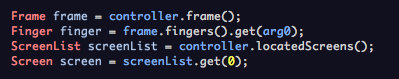 Frame frame = controller.frame();
Finger finger = frame.fingers().get(arg0);
ScreenList screenList = controller.locatedScreens();
Screen screen = screenList.get(0);